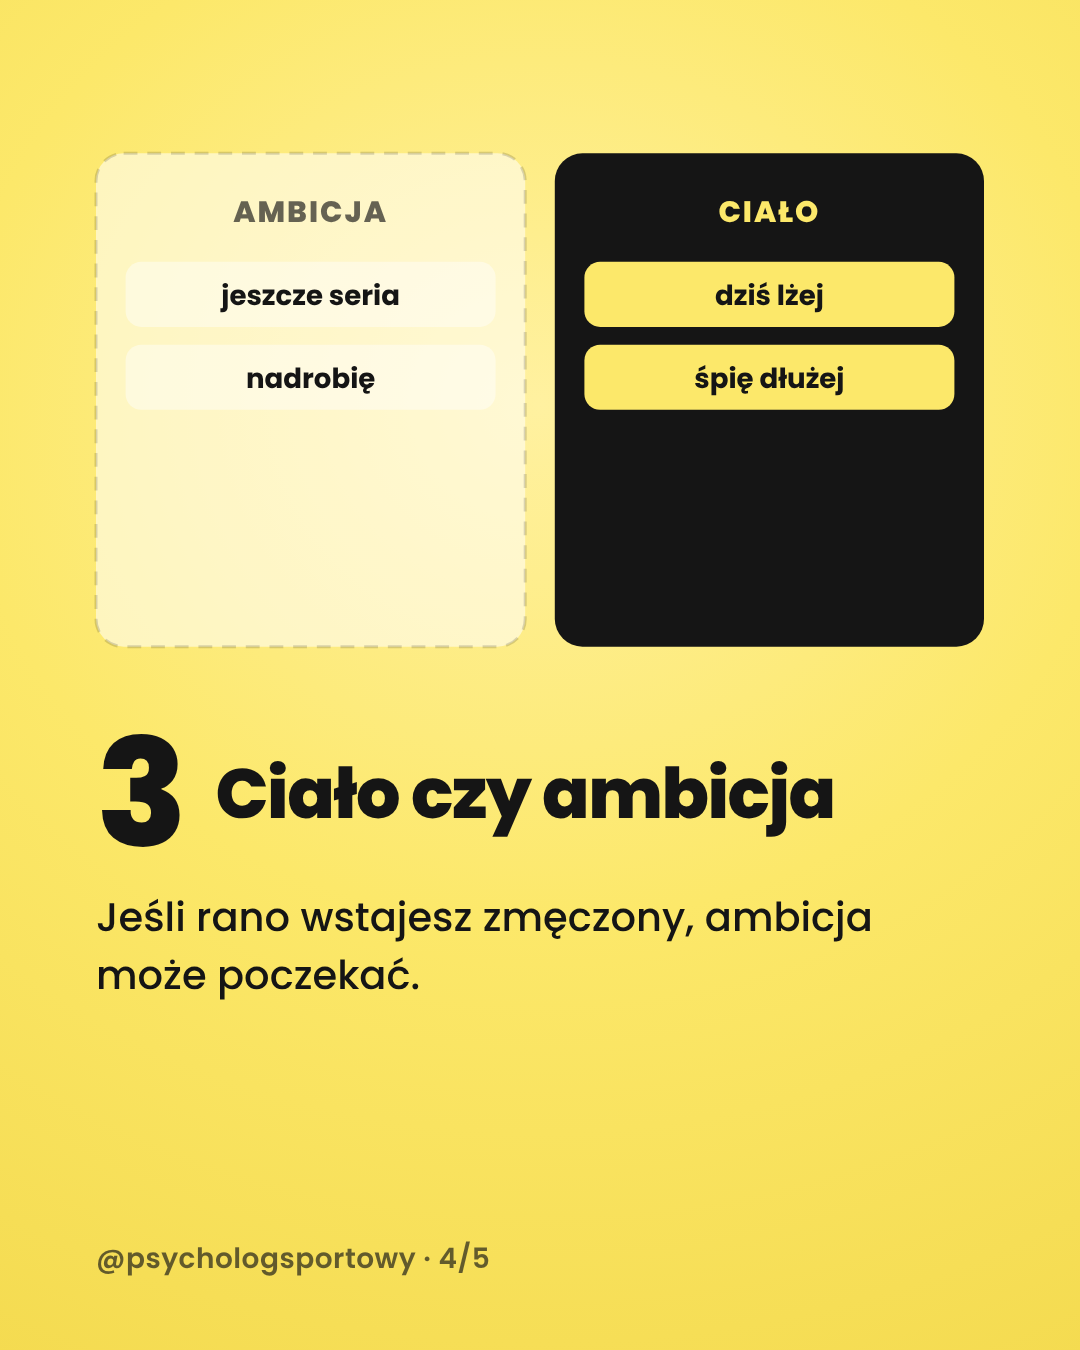 AMBICJA
jeszcze seria
nadrobię
CIAŁO
dziś lżej
śpię dłużej
3 Ciało czy ambicja
Jeśli rano wstajesz zmęczony, ambicja
może poczekać.
@psychologsportowy · 4/5